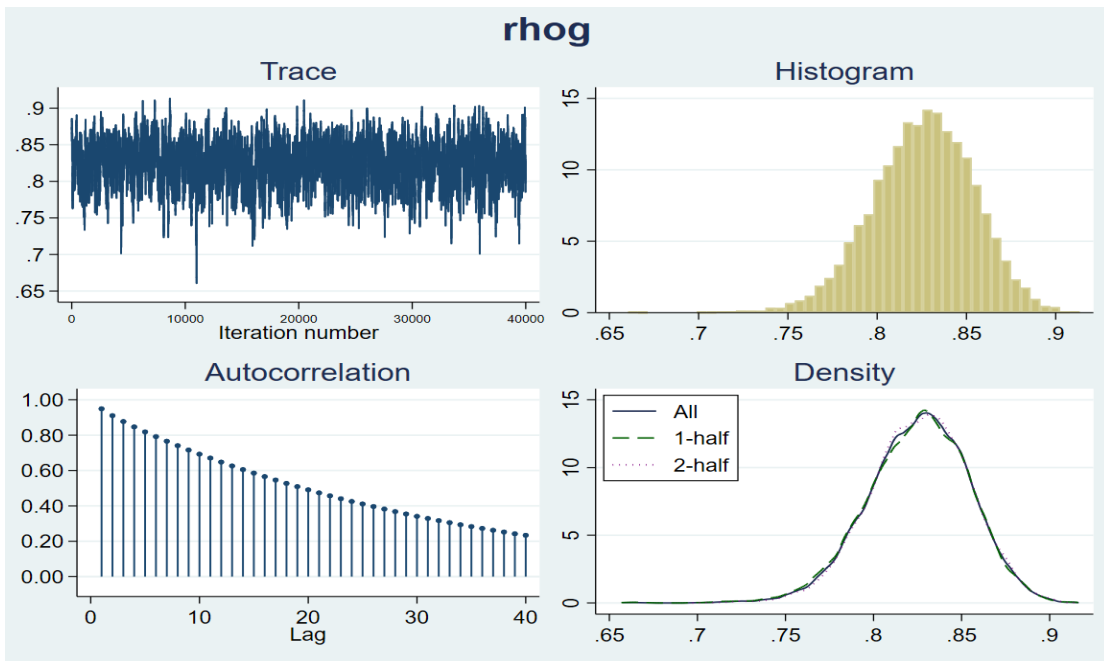 rhog
Trace
.9
.85
.8
.75
.7
.65
0 10000 20000 30000 40000
Iteration number
Histogram
15
10
5
0
.65 .7 .75 .8 .85 .9
Autocorrelation
1.00
0.80
0.60
0.40
0.20
0.00
0 10 20 30 40
Lag
Density
All
1-half
2-half
15
10
5
0
.65 .7 .75 .8 .85 .9